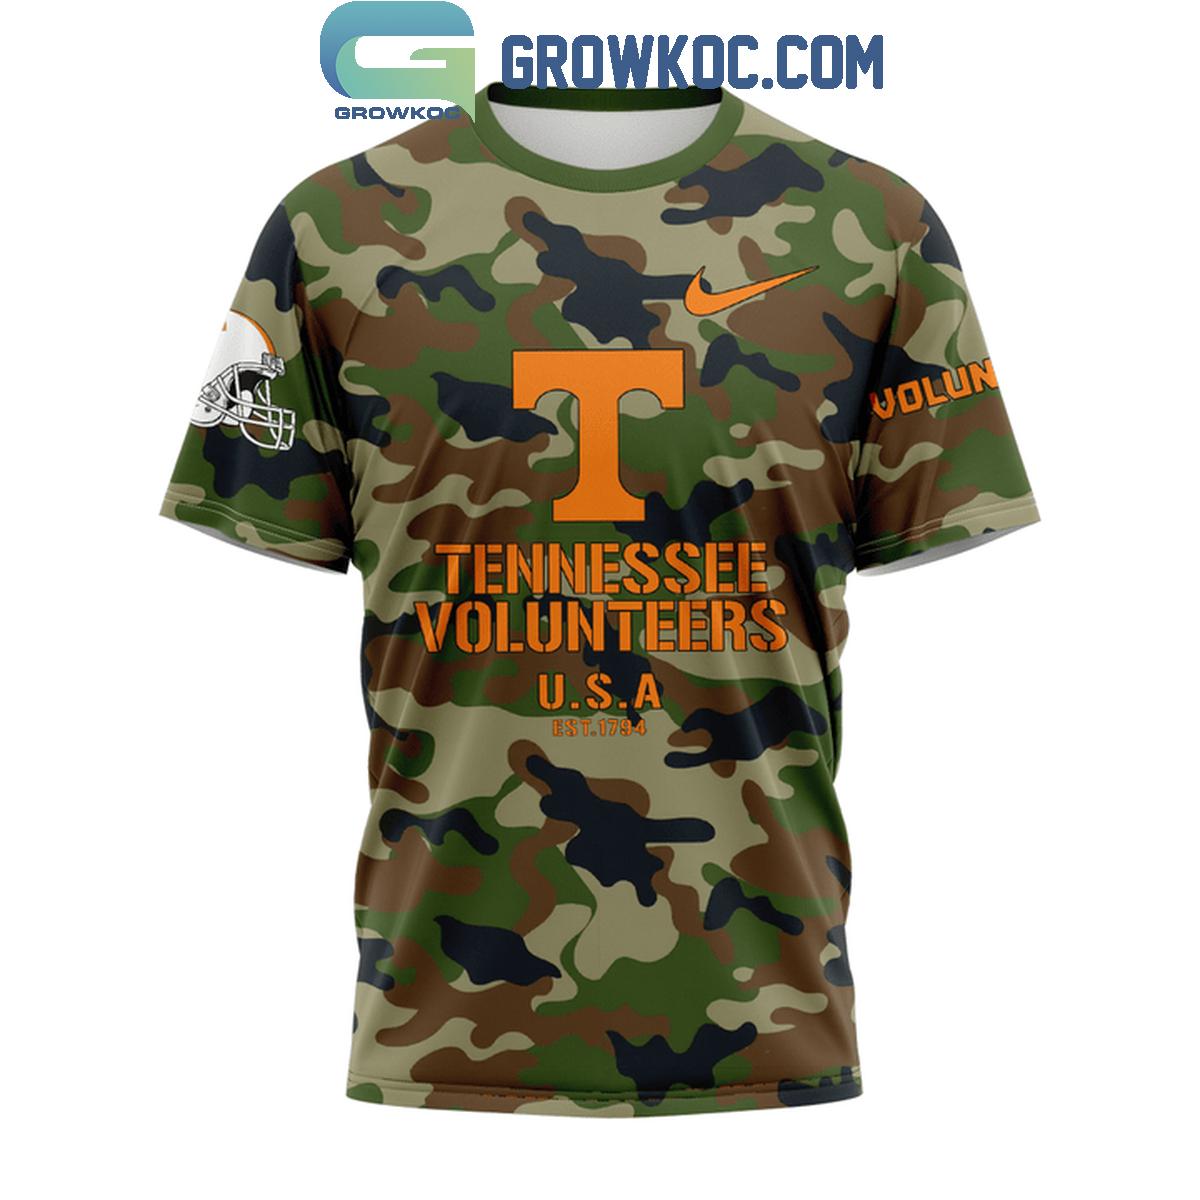 GROWKOC
GROWKOC.COM
T
VOLUN
TENNESSEE
VOLUNTEERS
U.S.A
EST.1794